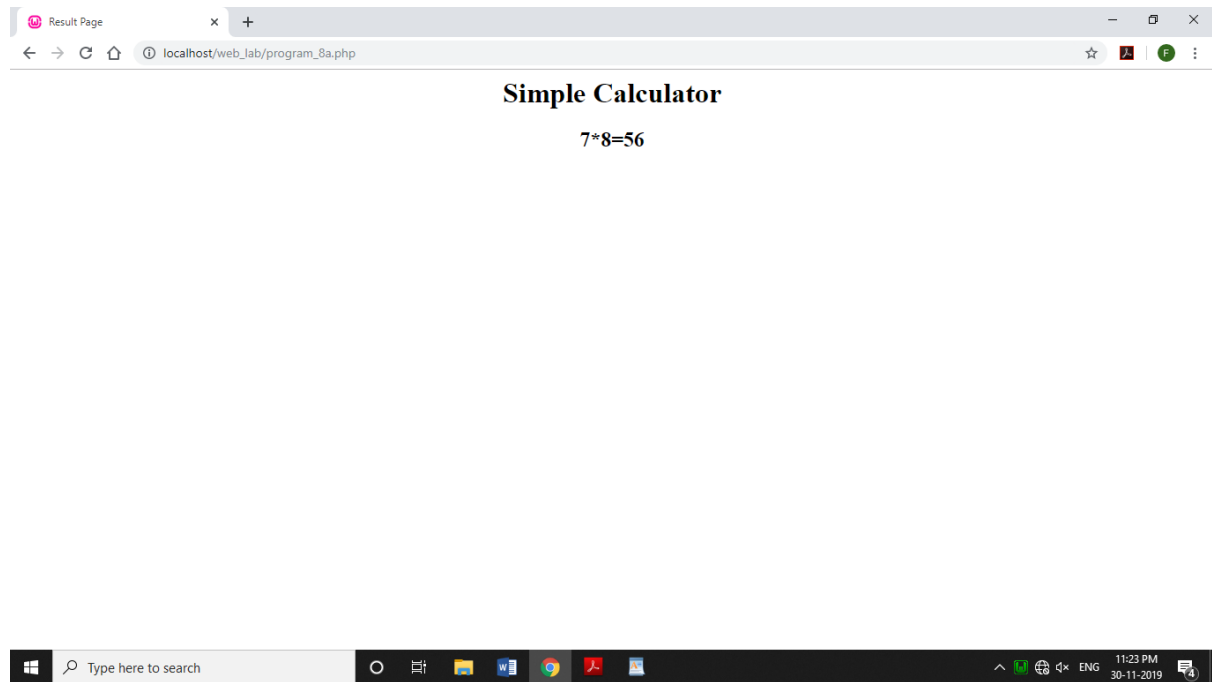 Result Page
localhost/web_lab/program_8a.php
F
Simple Calculator
7*8=56
Type here to search
ENG
11:23 PM
30-11-2019
4